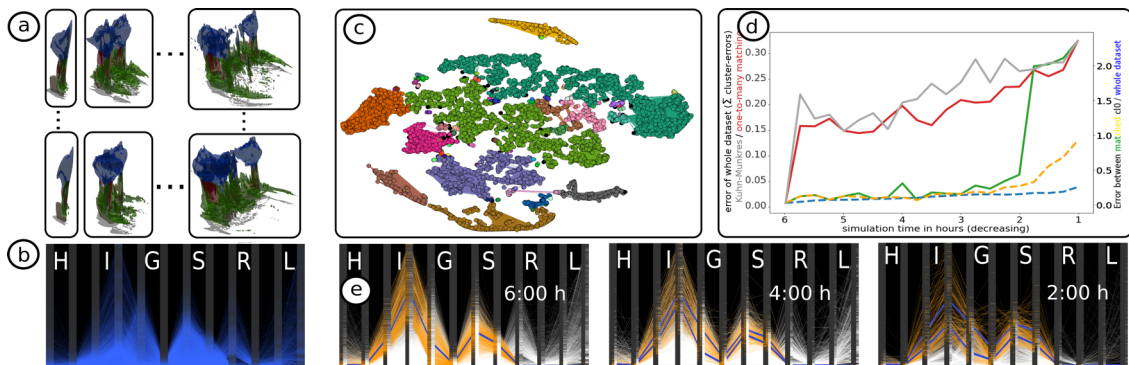 a
c
d
error of whole dataset (Σ cluster-errors)
Kuhn-Munkres / one-to-many matching
0.30
0.25
0.20
0.15
0.10
0.05
0.00
6 5 4 3 2 1
simulation time in hours (decreasing)
2.0
1.5
1.0
0.5
0.0
Error between matched cl0 / whole dataset
b
H I G S R L
e
H I G S R L
6:00 h
H I G S R L
4:00 h
H I G S R L
2:00 h